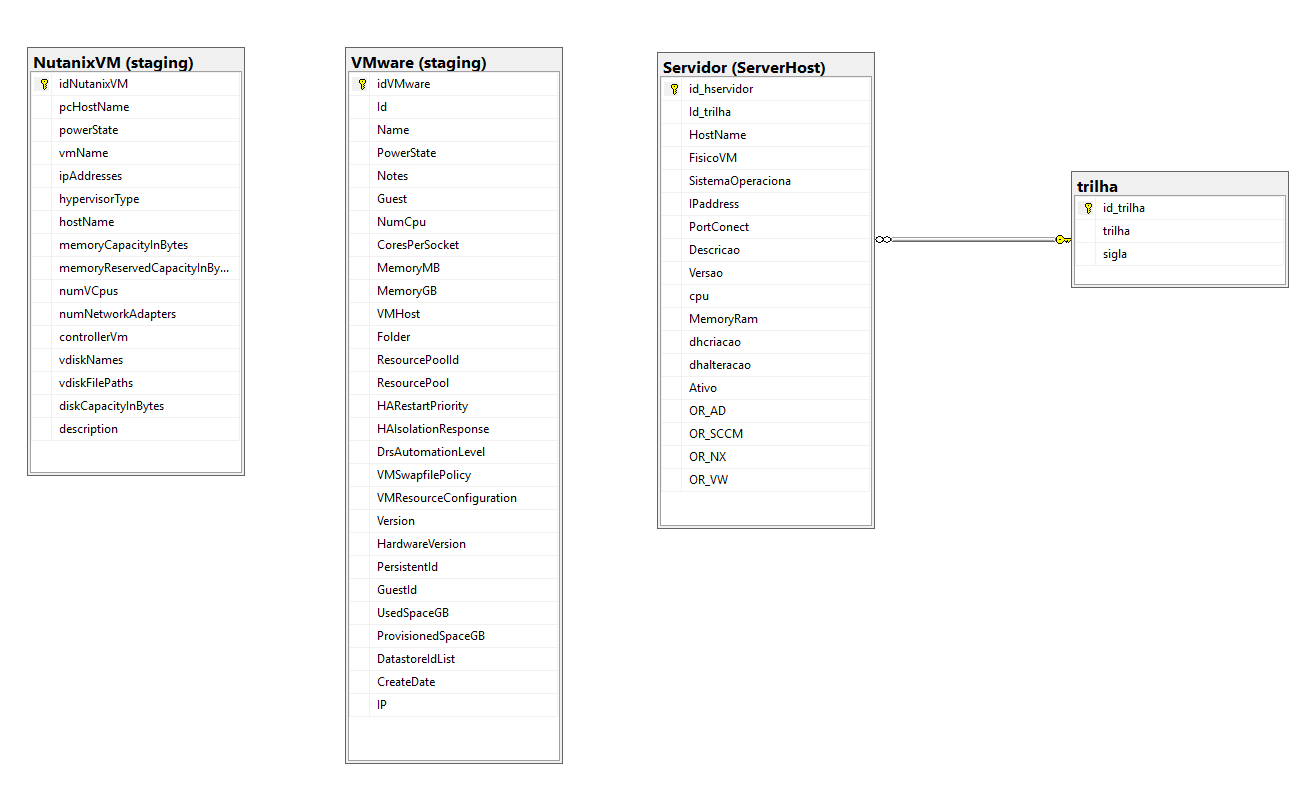 NutanixVM (staging)
idNutanixVM
pcHostName
powerState
vmName
ipAddresses
hypervisorType
hostName
memoryCapacityInBytes
memoryReservedCapacityInBy...
numVCpus
numNetworkAdapters
controllerVm
vdiskNames
vdiskFilePaths
diskCapacityInBytes
description
VMware (staging)
idVMware
Id
Name
PowerState
Notes
Guest
NumCpu
CoresPerSocket
MemoryMB
MemoryGB
VMHost
Folder
ResourcePoolId
ResourcePool
HARestartPriority
HAIsolationResponse
DrsAutomationLevel
VMSwapfilePolicy
VMResourceConfiguration
Version
HardwareVersion
PersistentId
GuestId
UsedSpaceGB
ProvisionedSpaceGB
DatastoreIdList
CreateDate
IP
Servidor (ServerHost)
id_hservidor
Id_trilha
HostName
FisicoVM
SistemaOperaciona
IPaddress
PortConect
Descricao
Versao
cpu
MemoryRam
dhcriacao
dhalteracao
Ativo
OR_AD
OR_SCCM
OR_NX
OR_VW
trilha
id_trilha
trilha
sigla